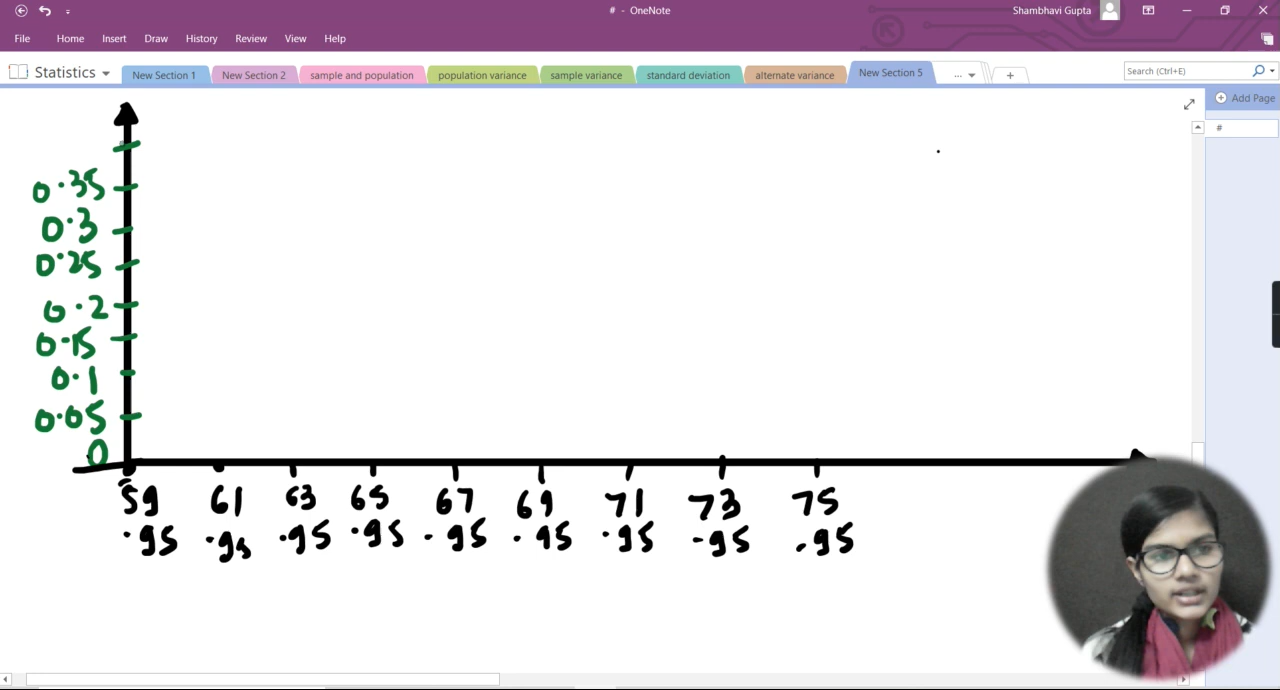 # - OneNote
Shambhavi Gupta
File Home Insert Draw History Review View Help
Statistics
New Section 1 New Section 2 sample and population population variance sample variance standard deviation alternate variance New Section 5 ... +
Search (Ctrl+E)
Add Page
#
0.35
0.3
0.25
0.2
0.15
0.1
0.05
0
59 61 63 65 67 69 71 73 75
.95 .95 .95 .95 .95 .95 .95 .95 .95